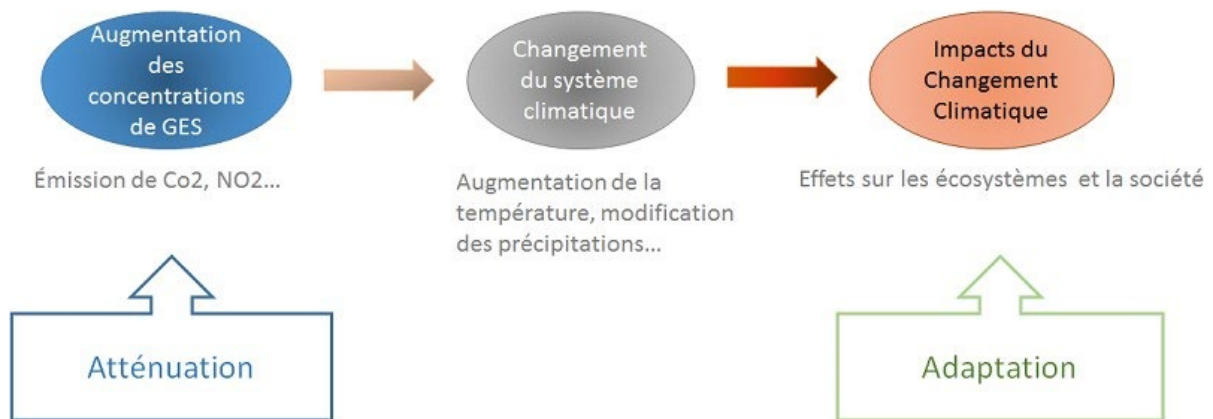 Augmentation
des
concentrations
de GES
Changement
du système
climatique
Impacts du
Changement
Climatique
Émission de Co2, NO2...
Augmentation de la
température, modification
des précipitations...
Effets sur les écosystèmes et la société
Atténuation
Adaptation